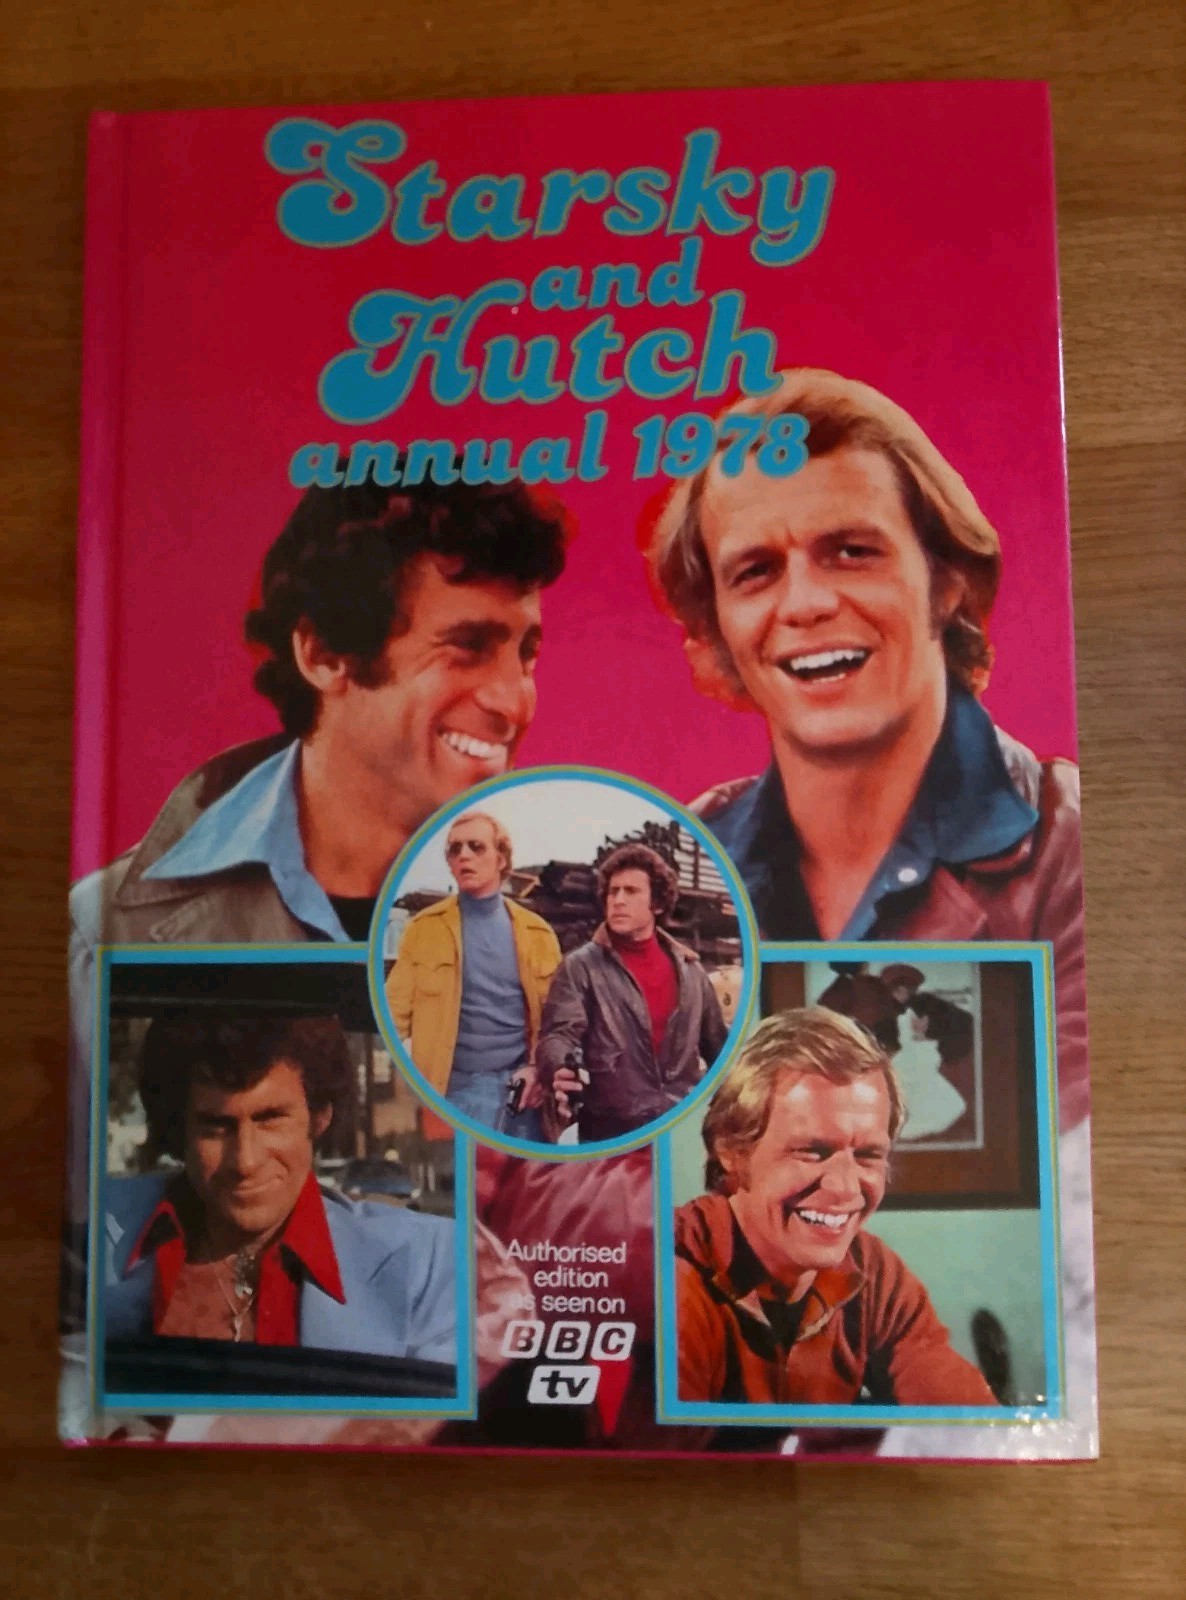 Starsky
and
Hutch
annual 1978
Authorised
edition
as seen on
BBC
tv